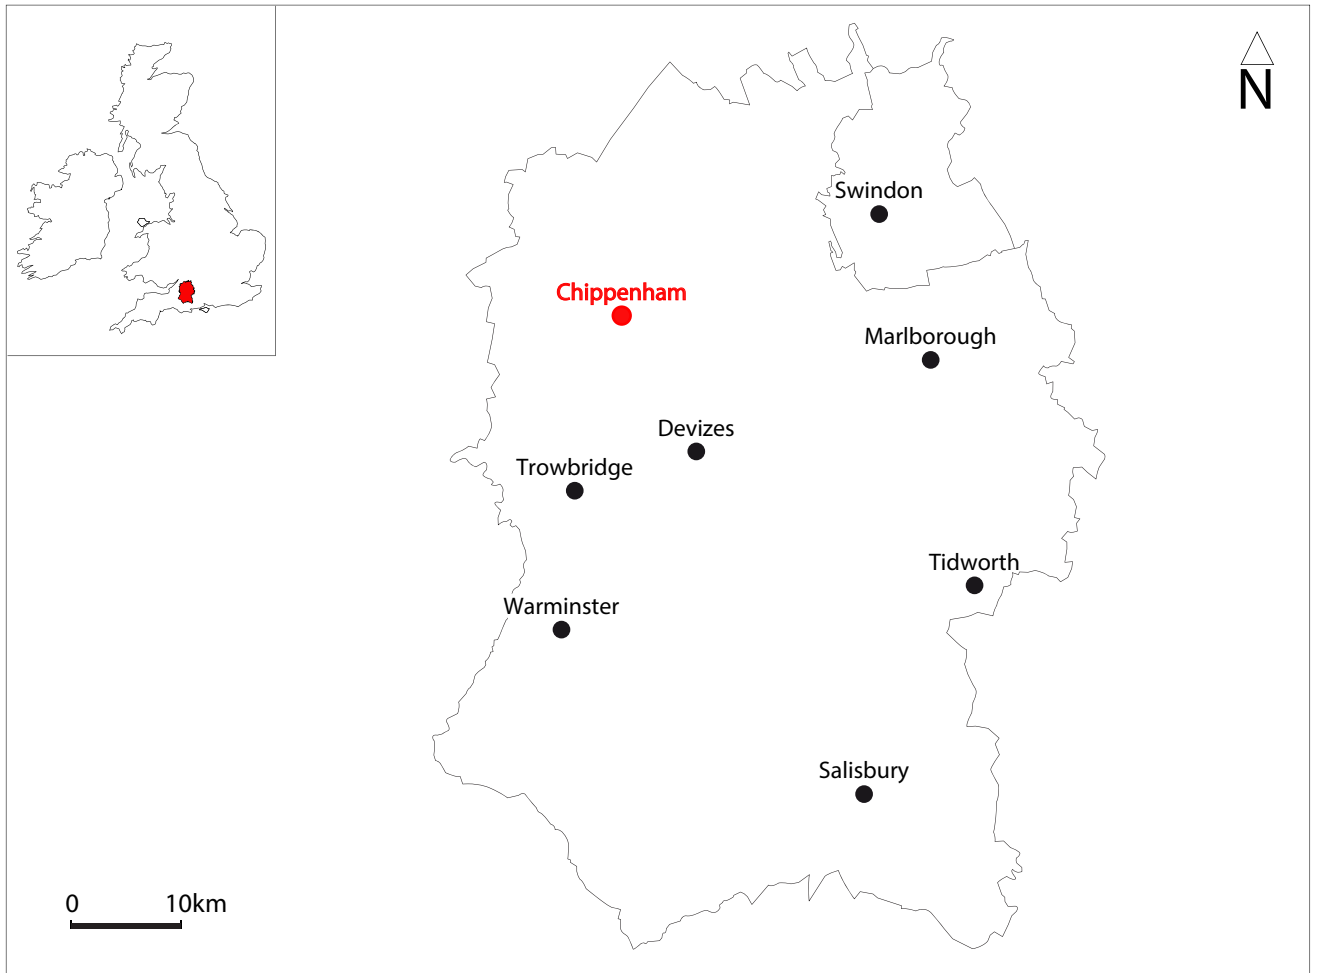 N
Swindon
Chippenham
Marlborough
Devizes
Trowbridge
Tidworth
Warminster
Salisbury
0 10km